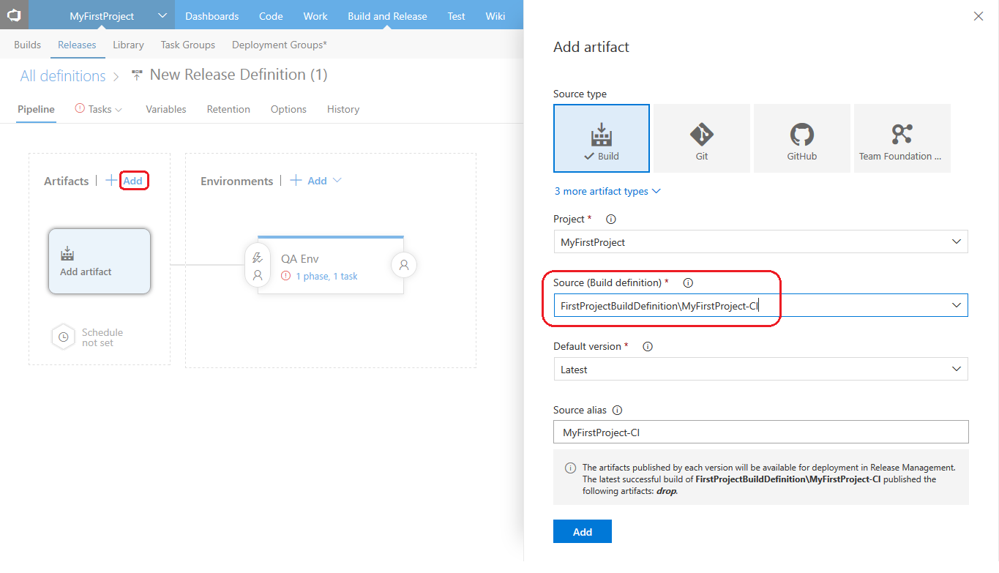 MyFirstProject Dashboards Code Work Build and Release Test Wiki
Builds Releases Library Task Groups Deployment Groups*
All definitions > New Release Definition (1)
Pipeline Tasks Variables Retention Options History
Artifacts | + Add
Environments | + Add
Add artifact
QA Env
1 phase, 1 task
Schedule
not set
Add artifact
Source type
Build
Git
GitHub
Team Foundation ...
3 more artifact types
Project *
MyFirstProject
Source (Build definition) *
FirstProjectBuildDefinition\MyFirstProject-CI
Default version *
Latest
Source alias
MyFirstProject-CI
The artifacts published by each version will be available for deployment in Release Management.
The latest successful build of FirstProjectBuildDefinition\MyFirstProject-CI published the
following artifacts: drop.
Add